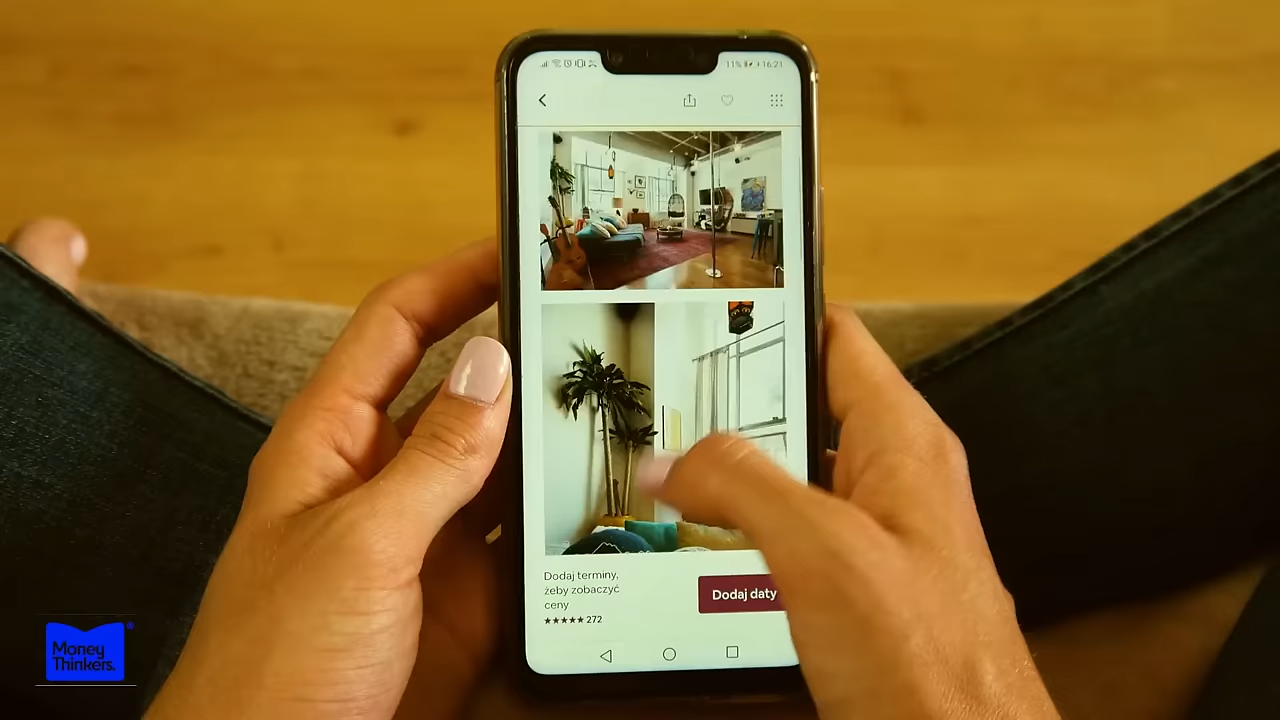 11% 16:21
Dodaj terminy,
żeby zobaczyć
ceny
★★★★★ 272
Dodaj daty
Money
Thinkers.